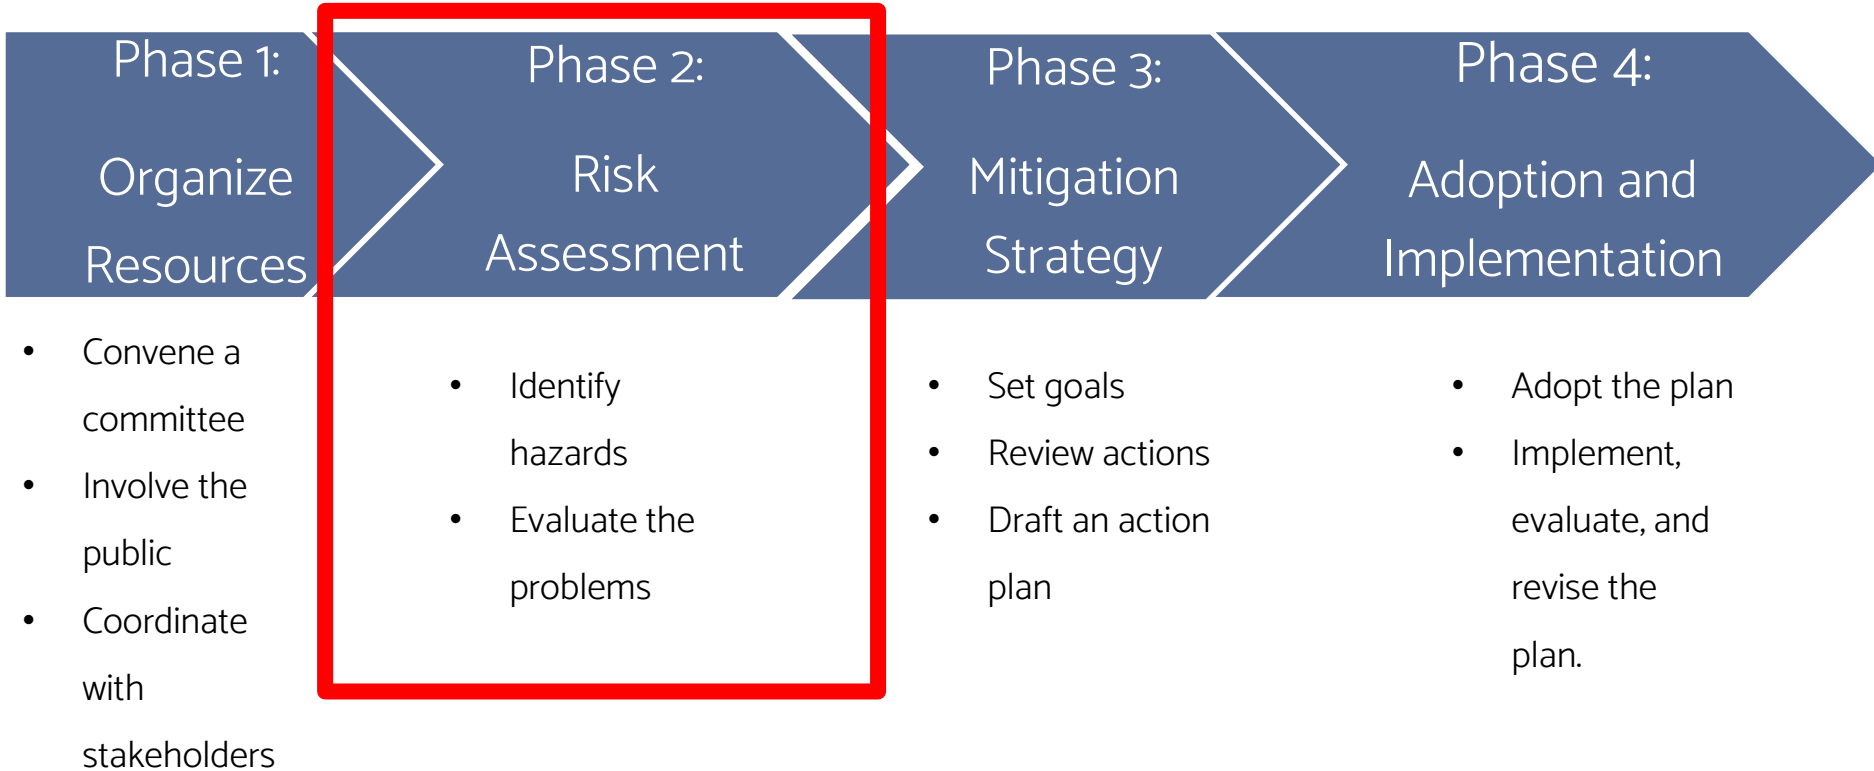 Phase 1:
Organize
Resources
• Convene a
committee
• Involve the
public
• Coordinate
with
stakeholders
Phase 2:
Risk
Assessment
• Identify
hazards
• Evaluate the
problems
Phase 3:
Mitigation
Strategy
• Set goals
• Review actions
• Draft an action
plan
Phase 4:
Adoption and
Implementation
• Adopt the plan
• Implement,
evaluate, and
revise the
plan.